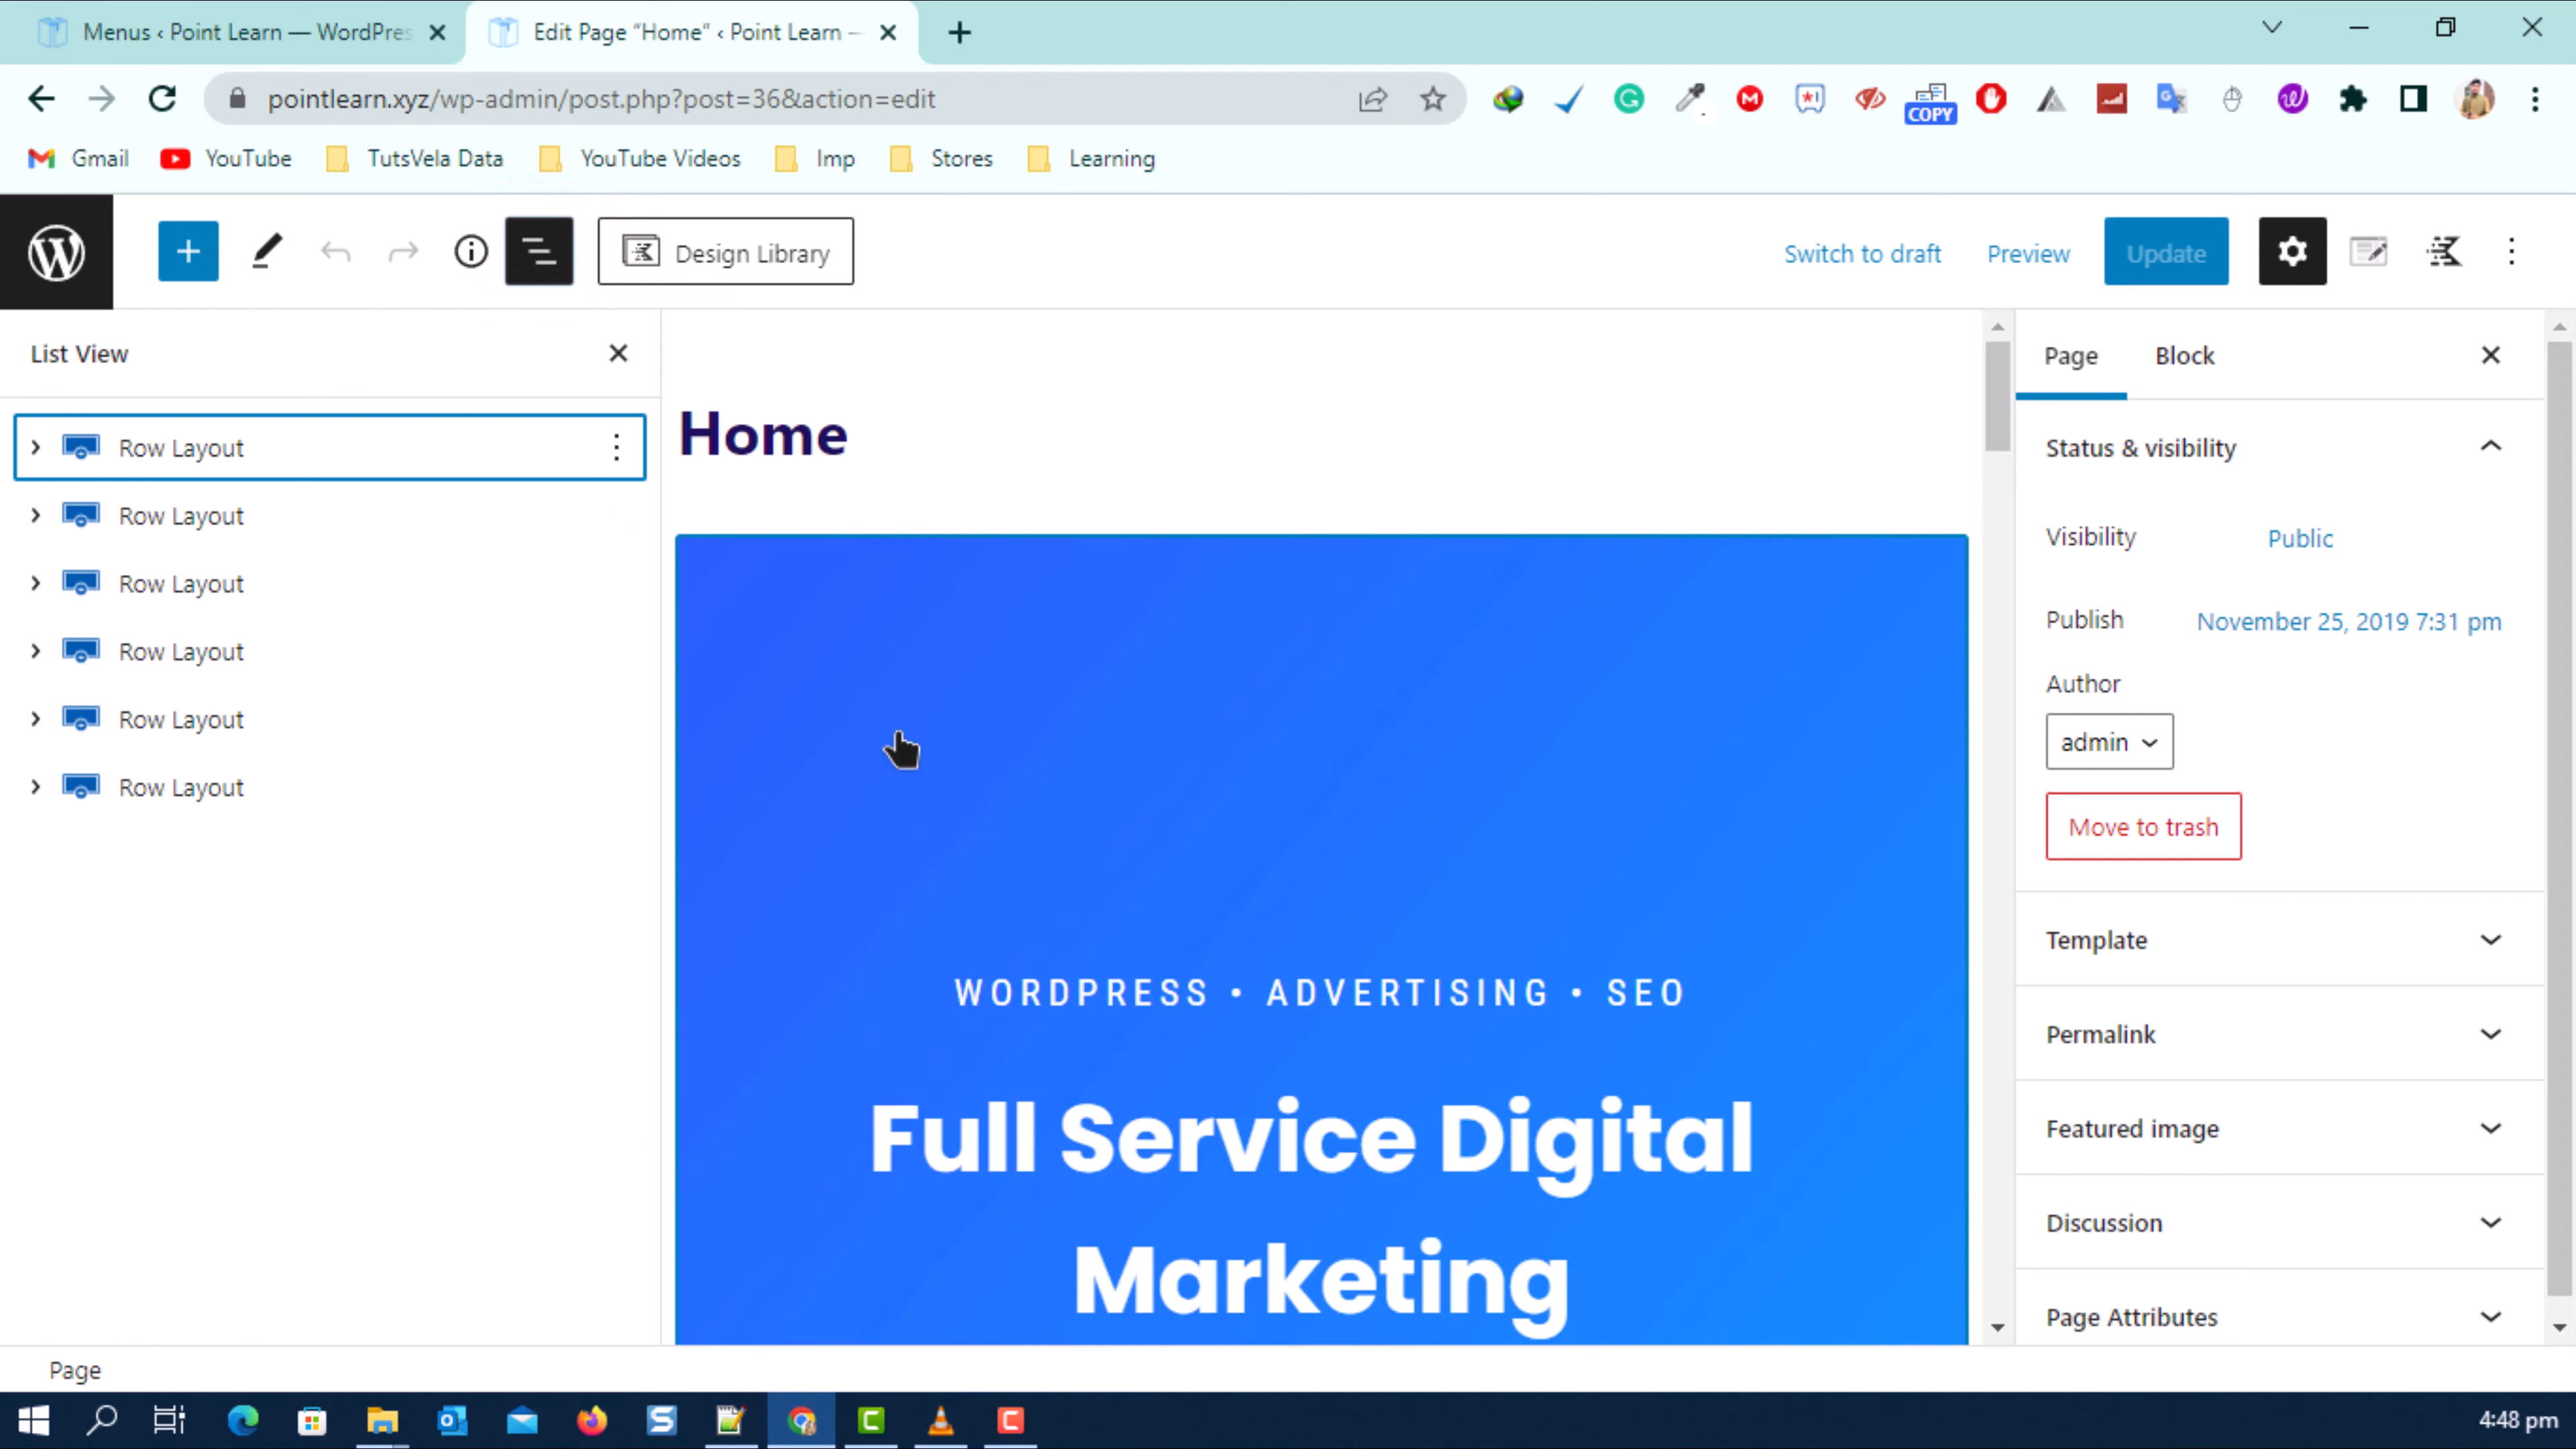 Menus ‹ Point Learn — WordPres
Edit Page “Home” ‹ Point Learn —
pointlearn.xyz/wp-admin/post.php?post=36&action=edit
COPY
Gmail
YouTube
TutsVela Data
YouTube Videos
Imp
Stores
Learning
Design Library
Switch to draft
Preview
Update
List View
Row Layout
Row Layout
Row Layout
Row Layout
Row Layout
Row Layout
Home
WORDPRESS • ADVERTISING • SEO
Full Service Digital
Marketing
Page
Block
Status & visibility
Visibility
Public
Publish
November 25, 2019 7:31 pm
Author
admin
Move to trash
Template
Permalink
Featured image
Discussion
Page Attributes
Page
4:48 pm